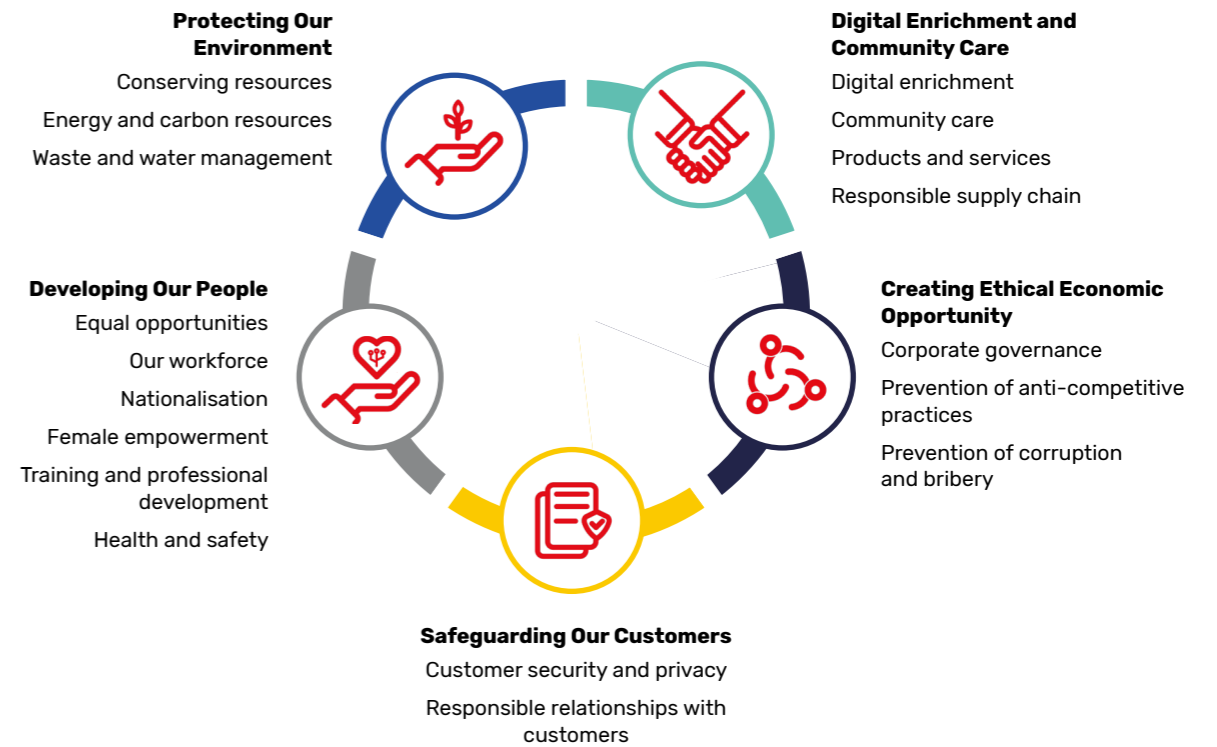 Protecting Our
Environment
Conserving resources
Energy and carbon resources
Waste and water management
Digital Enrichment and
Community Care
Digital enrichment
Community care
Products and services
Responsible supply chain
Developing Our People
Equal opportunities
Our workforce
Nationalisation
Female empowerment
Training and professional
development
Health and safety
Creating Ethical Economic
Opportunity
Corporate governance
Prevention of anti-competitive
practices
Prevention of corruption
and bribery
Safeguarding Our Customers
Customer security and privacy
Responsible relationships with
customers